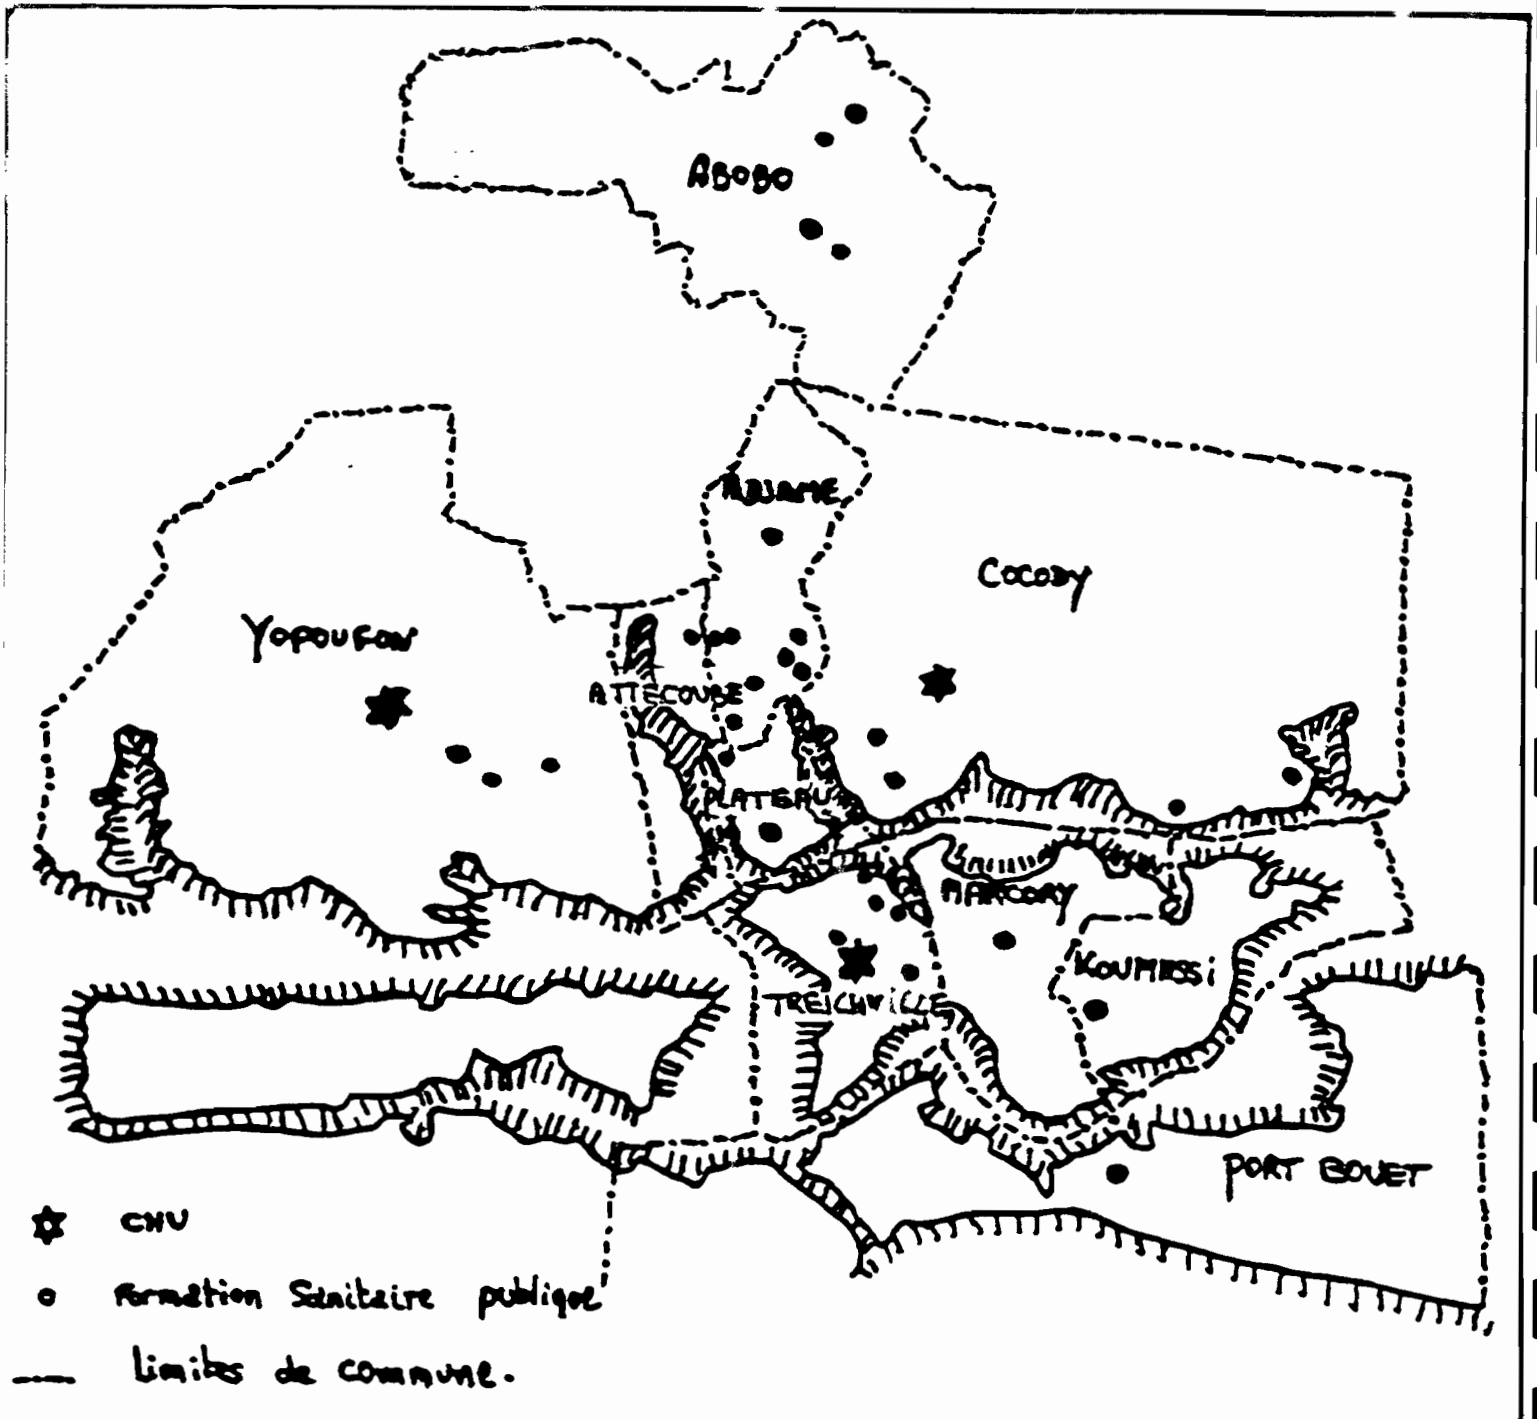 ABOBO
ADJAME
COCODY
YOPOUGON
ATTECOUBE
PLATEAU
MARCORY
KOUMASSi
TREICHVILLE
PORT BOUET
CHU
Formation Sanitaire publique
limites de commune.